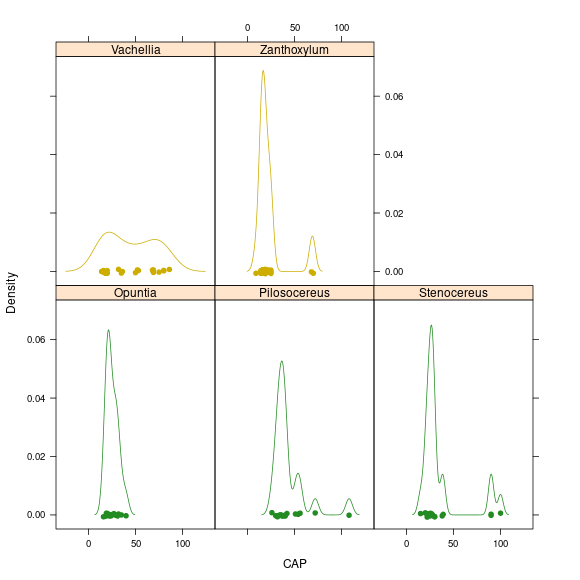 0 50 100
Vachellia Zanthoxylum
0.06
0.04
0.02
0.00
Density
Opuntia Pilosocereus Stenocereus
0.06
0.04
0.02
0.00
0 50 100 0 50 100
CAP